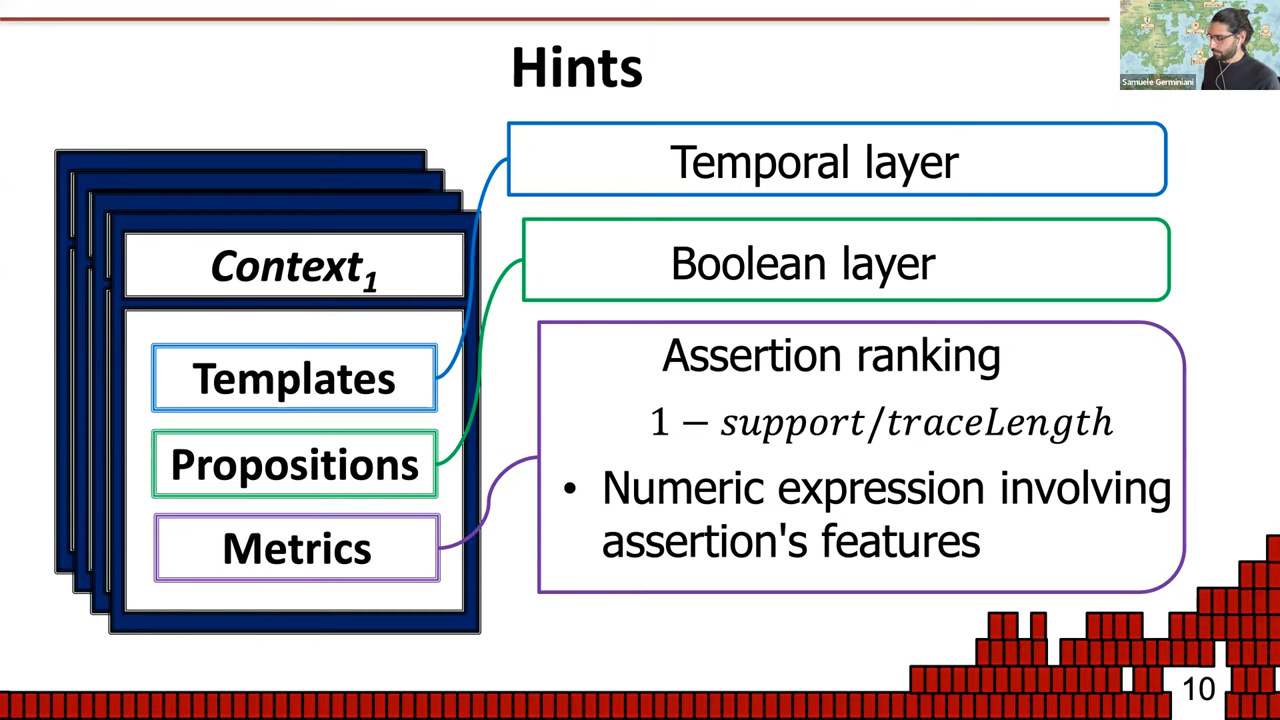 Hints
Samuele Germiniani
Context1
Templates
Propositions
Metrics
Temporal layer
Boolean layer
Assertion ranking
1 − support/traceLength
• Numeric expression involving
assertion's features
10